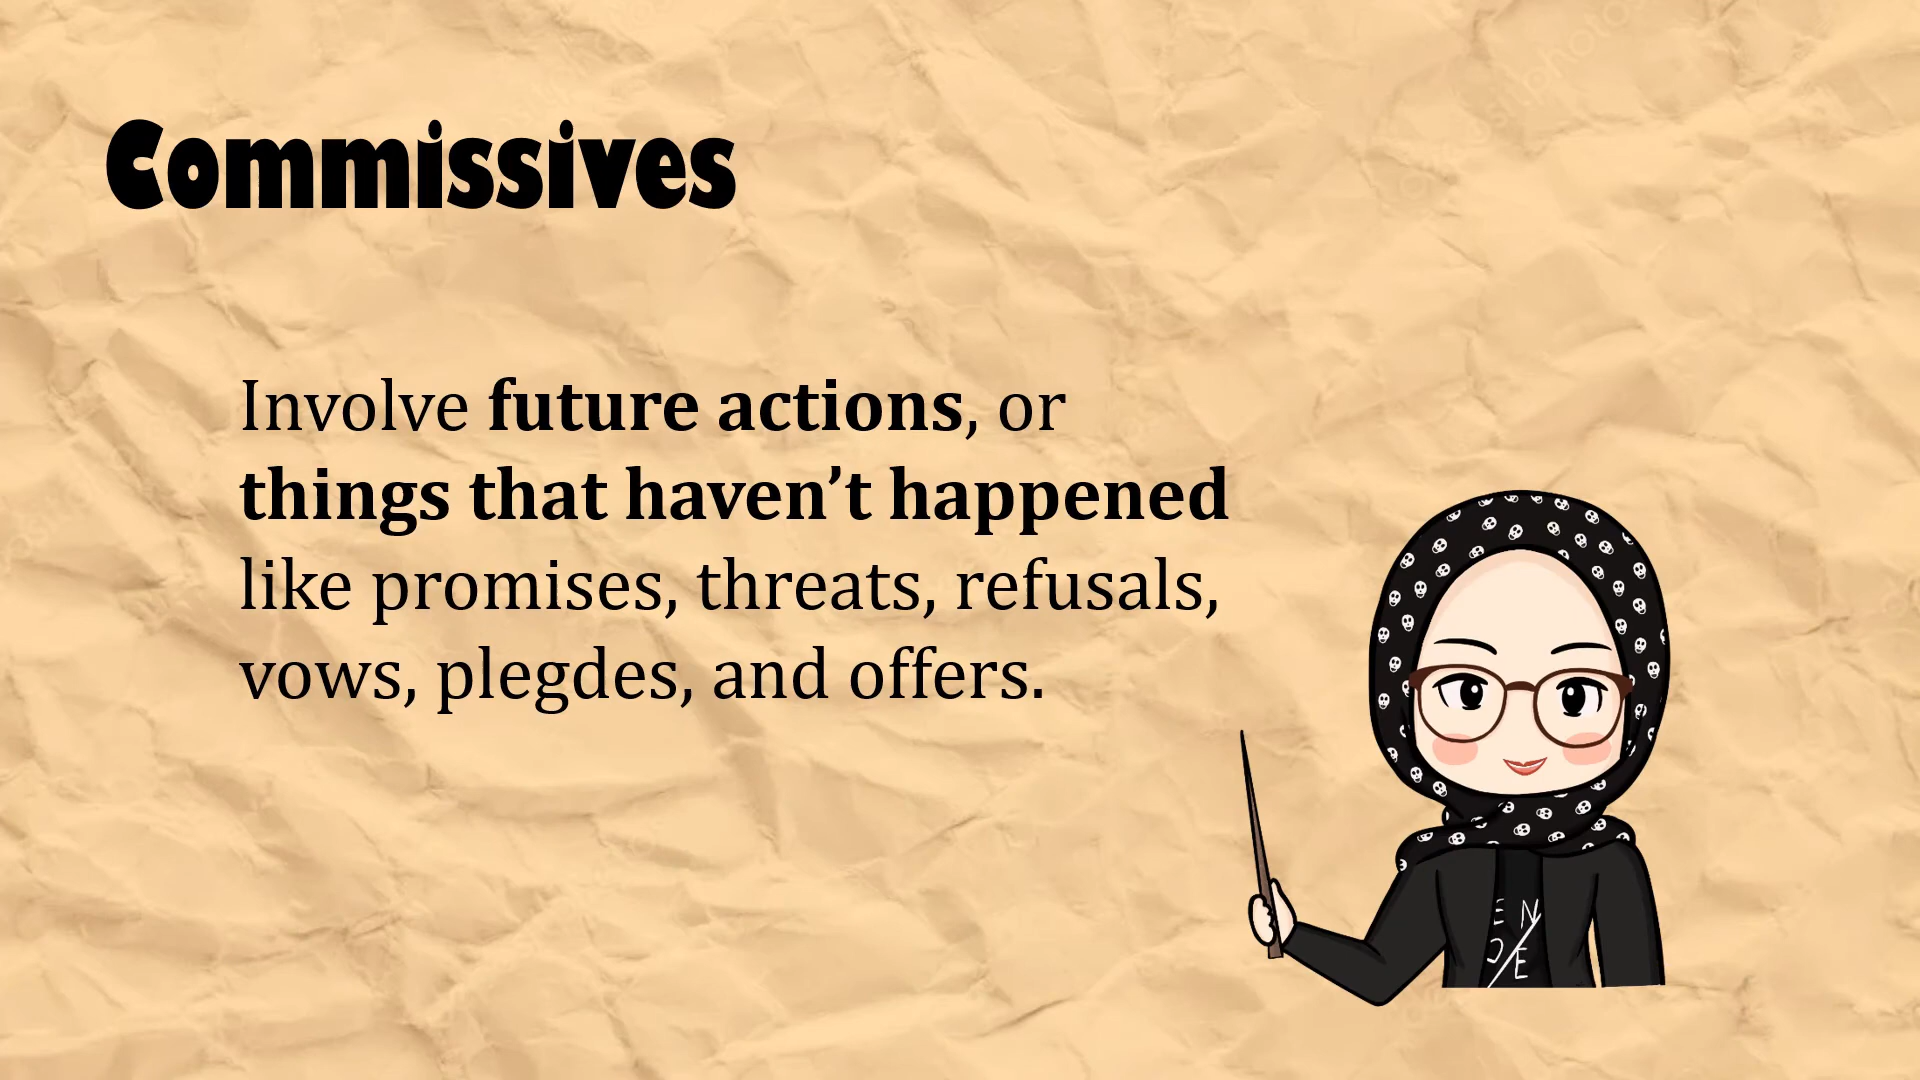 Commissives
Involve future actions, or
things that haven’t happened
like promises, threats, refusals,
vows, plegdes, and offers.
E N
E